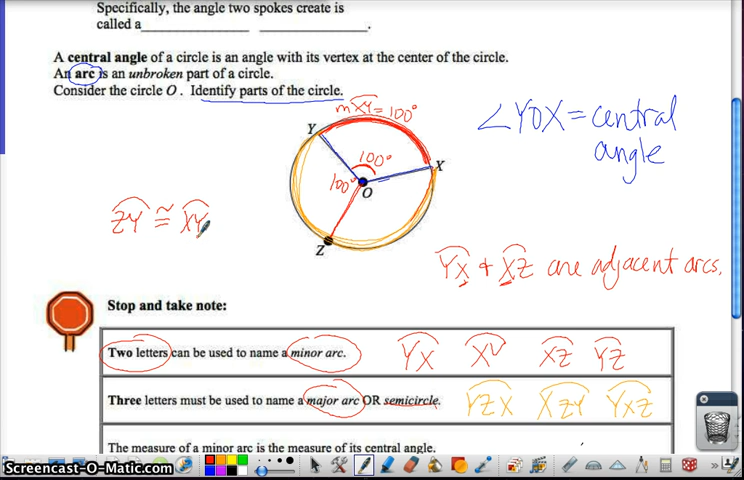 Specifically, the angle two spokes create is
called a____________ ________________.
A central angle of a circle is an angle with its vertex at the center of the circle.
An arc is an unbroken part of a circle.
Consider the circle O . Identify parts of the circle.
mXY = 100°
Y
100°
X
100°
O
Z
∠YOX = central
angle
ZY ≅ XY
YX + XZ are adjacent arcs.
Stop and take note:
Two letters can be used to name a minor arc. YX XY XZ YZ
Three letters must be used to name a major arc OR semicircle. YZX XZY YXZ
The measure of a minor arc is the measure of its central angle.
Screencast-O-Matic.com